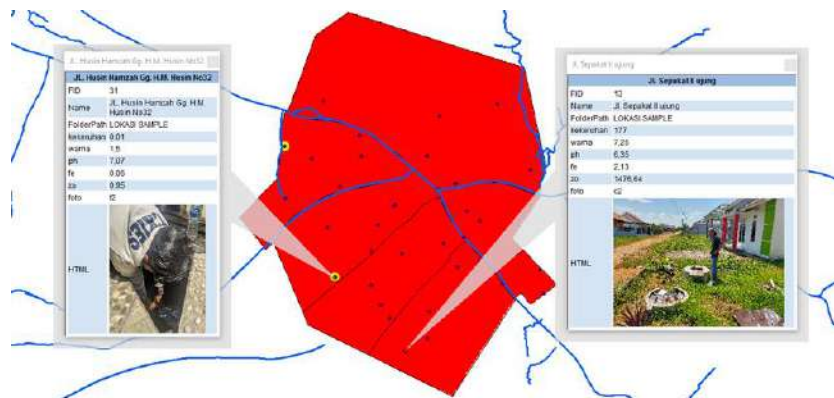 JL. Husin Hamzah Gg. H.M. Husin No32
JL. Husin Hamzah Gg. H.M. Husin No32
FID 31
Name JL. Husin Hamzah Gg. H.M. Husin No32
FolderPath LOKASI SAMPLE
kekeruhan 0,01
warna 1,6
ph 7,07
fe 0,06
zo 0,95
foto f2
HTML
Jl. Sepakat II ujung
Jl. Sepakat II ujung
FID 12
Name Jl. Sepakat II ujung
FolderPath LOKASI SAMPLE
kekeruhan 177
warna 7,26
ph 6,35
fe 2,13
zo 1476,64
foto c2
HTML